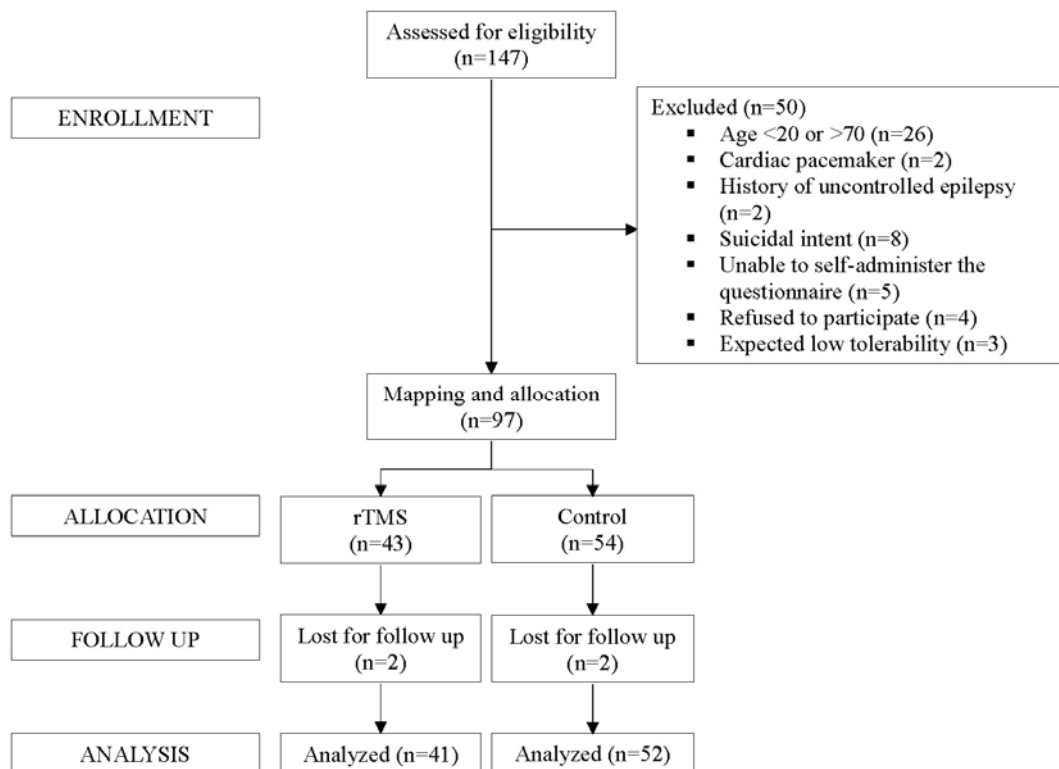 Assessed for eligibility
(n=147)
ENROLLMENT
Excluded (n=50)
▪ Age <20 or >70 (n=26)
▪ Cardiac pacemaker (n=2)
▪ History of uncontrolled epilepsy
(n=2)
▪ Suicidal intent (n=8)
▪ Unable to self-administer the
questionnaire (n=5)
▪ Refused to participate (n=4)
▪ Expected low tolerability (n=3)
Mapping and allocation
(n=97)
ALLOCATION
rTMS
(n=43)
Control
(n=54)
FOLLOW UP
Lost for follow up
(n=2)
Lost for follow up
(n=2)
ANALYSIS
Analyzed (n=41)
Analyzed (n=52)